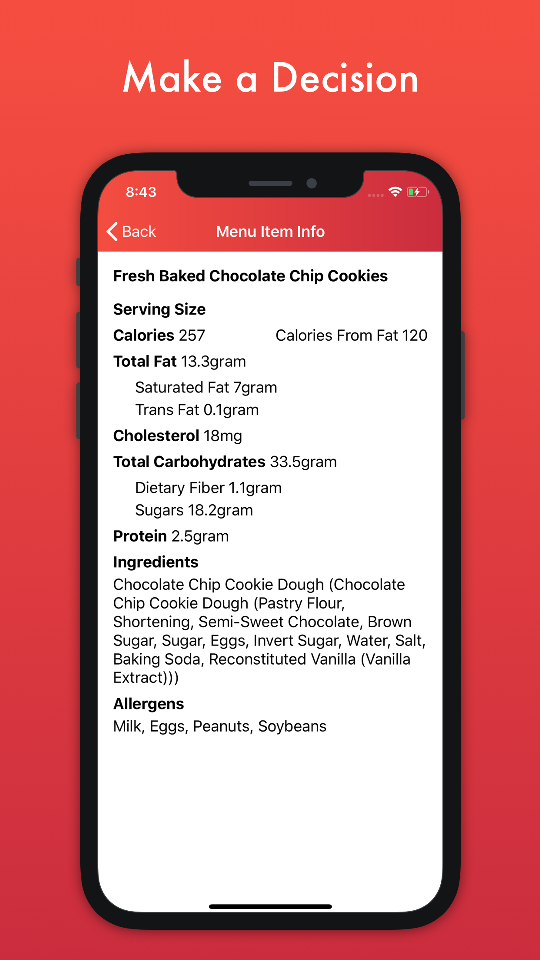 Make a Decision
8:43
Back
Menu Item Info
Fresh Baked Chocolate Chip Cookies
Serving Size
Calories 257 Calories From Fat 120
Total Fat 13.3gram
Saturated Fat 7gram
Trans Fat 0.1gram
Cholesterol 18mg
Total Carbohydrates 33.5gram
Dietary Fiber 1.1gram
Sugars 18.2gram
Protein 2.5gram
Ingredients
Chocolate Chip Cookie Dough (Chocolate
Chip Cookie Dough (Pastry Flour,
Shortening, Semi-Sweet Chocolate, Brown
Sugar, Sugar, Eggs, Invert Sugar, Water, Salt,
Baking Soda, Reconstituted Vanilla (Vanilla
Extract)))
Allergens
Milk, Eggs, Peanuts, Soybeans